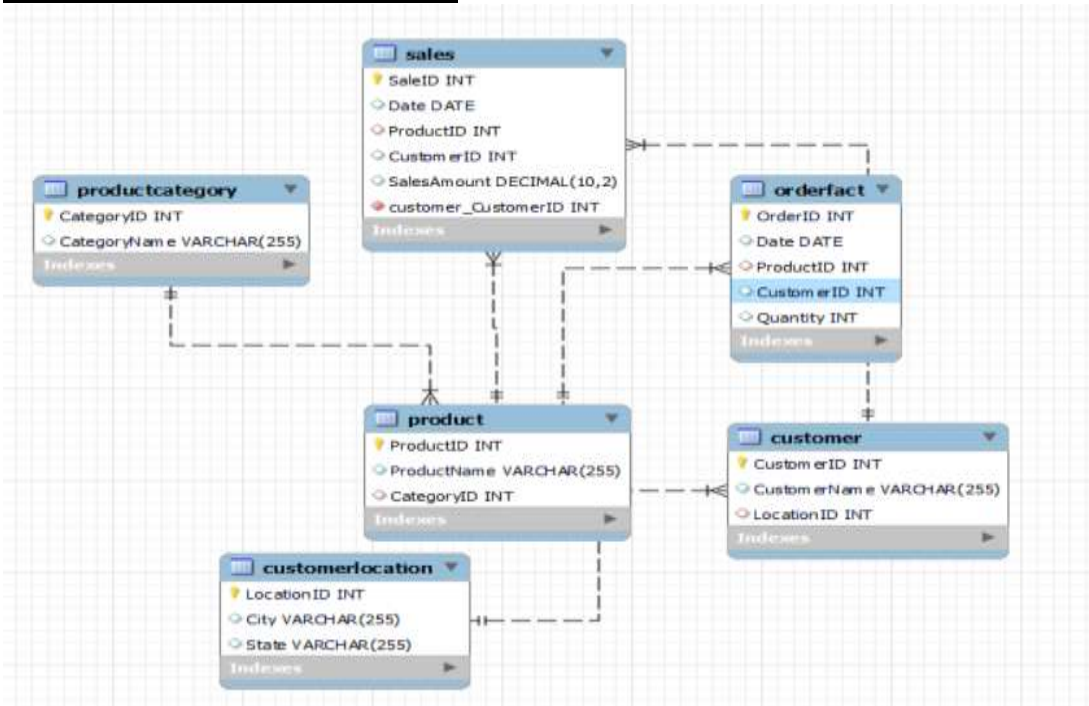 sales
SaleID INT
Date DATE
ProductID INT
CustomerID INT
SalesAmount DECIMAL(10,2)
customer_CustomerID INT
Indexes
productcategory
CategoryID INT
CategoryName VARCHAR(255)
Indexes
orderfact
OrderID INT
Date DATE
ProductID INT
CustomerID INT
Quantity INT
Indexes
product
ProductID INT
ProductName VARCHAR(255)
CategoryID INT
Indexes
customer
CustomerID INT
CustomerName VARCHAR(255)
LocationID INT
Indexes
customerlocation
LocationID INT
City VARCHAR(255)
State VARCHAR(255)
Indexes